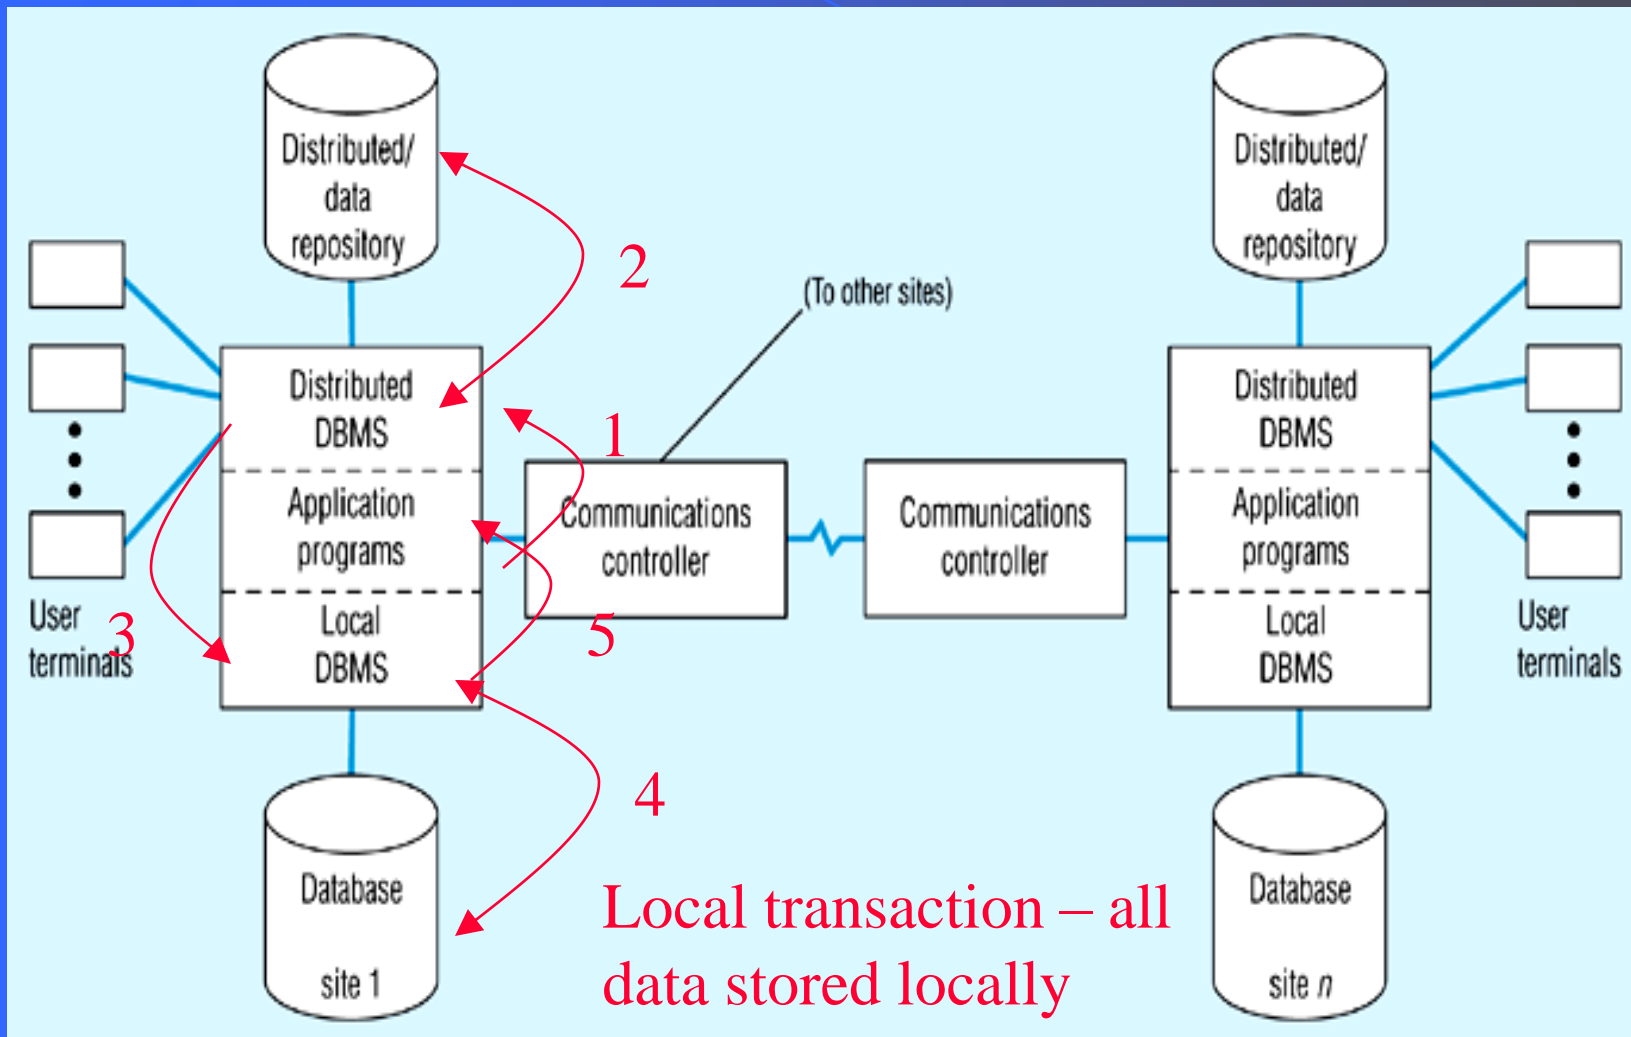 Distributed/
data
repository
2
(To other sites)
Distributed/
data
repository
Distributed
DBMS
1
Application
programs
Communications
controller
Communications
controller
Distributed
DBMS
Application
programs
User
terminals
3
Local
DBMS
5
Local
DBMS
User
terminals
4
Database
site 1
Local transaction – all
data stored locally
Database
site n